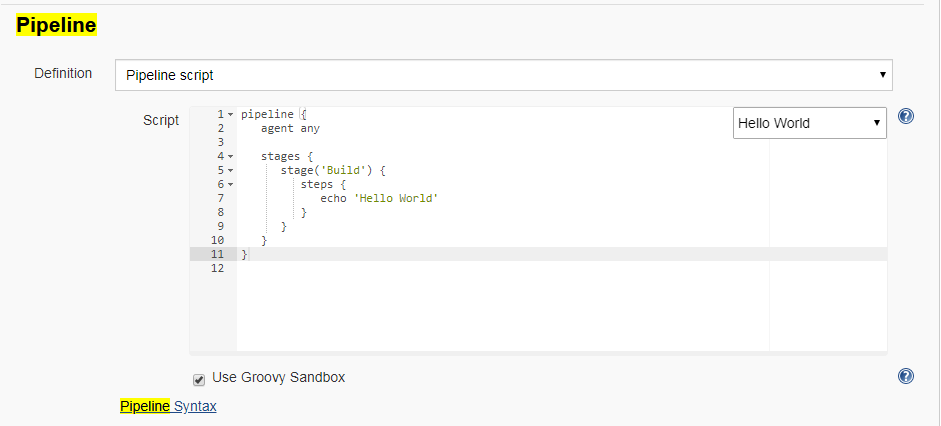 Pipeline
Definition
Pipeline script
Script
Hello World
1 pipeline {
2 agent any
3
4 stages {
5 stage('Build') {
6 steps {
7 echo 'Hello World'
8 }
9 }
10 }
11 }
12
Use Groovy Sandbox
Pipeline Syntax